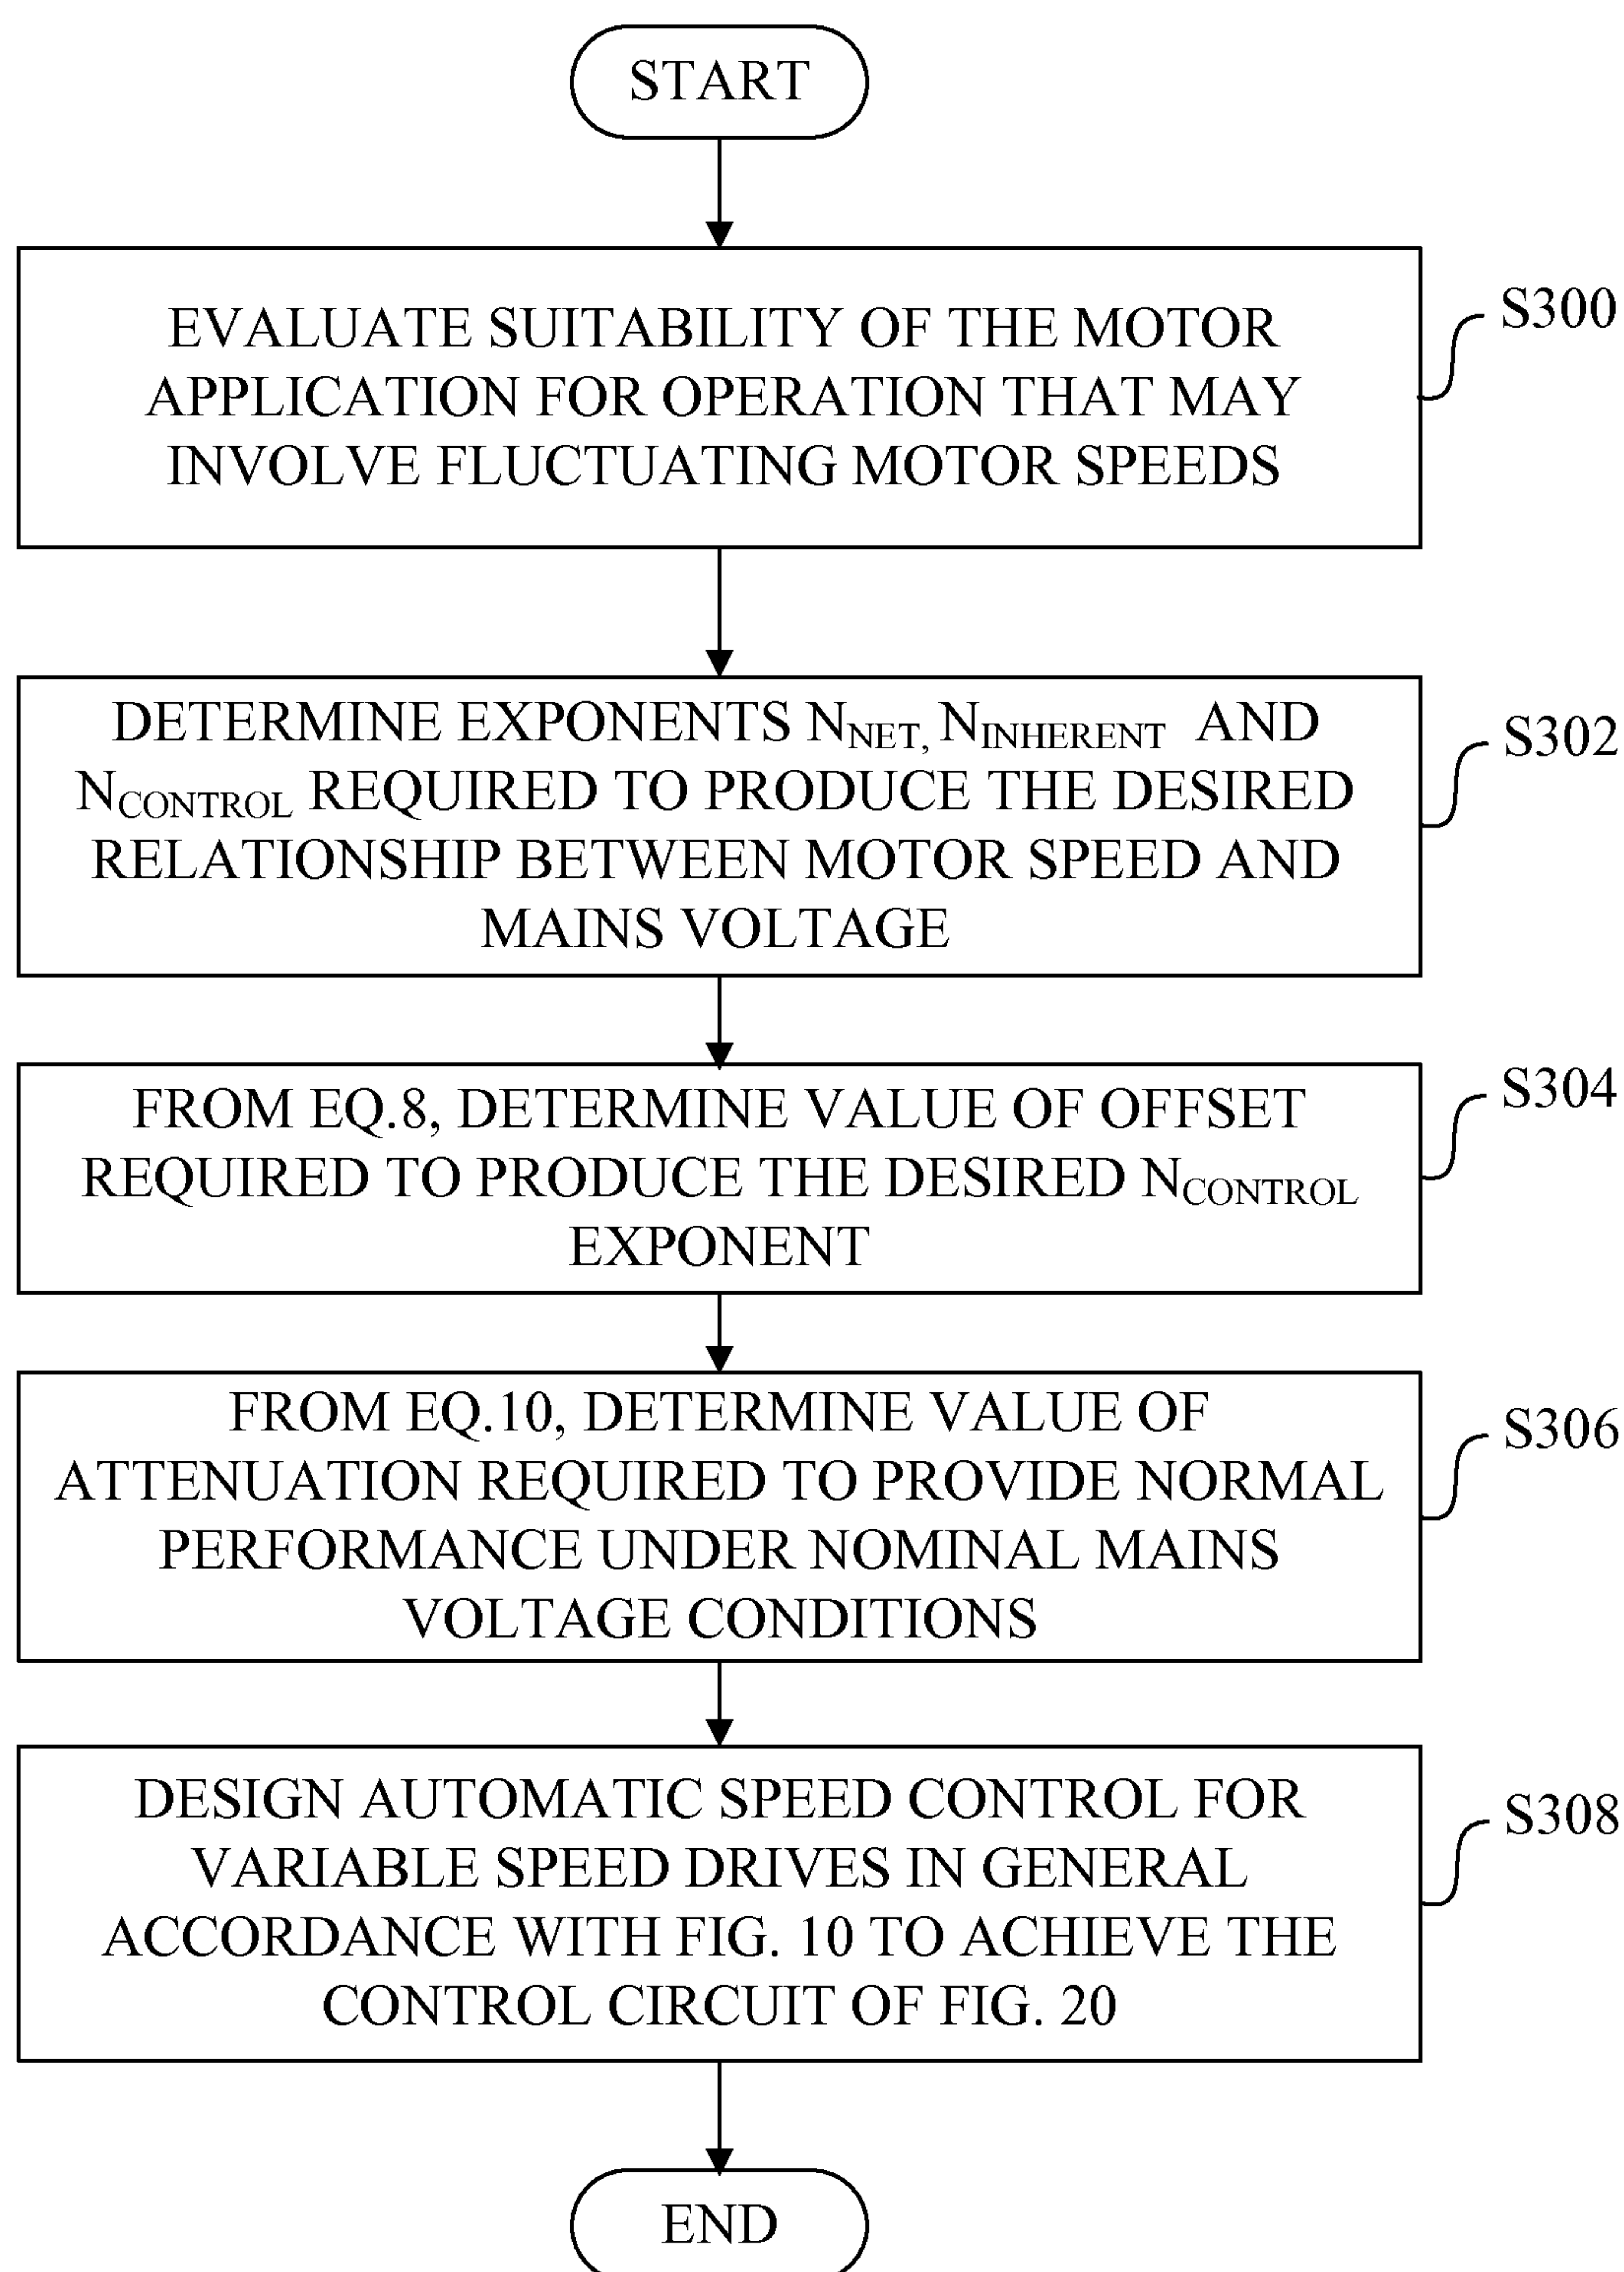 START
EVALUATE SUITABILITY OF THE MOTOR
APPLICATION FOR OPERATION THAT MAY
INVOLVE FLUCTUATING MOTOR SPEEDS
S300
DETERMINE EXPONENTS NNET, NINHERENT AND
NCONTROL REQUIRED TO PRODUCE THE DESIRED
RELATIONSHIP BETWEEN MOTOR SPEED AND
MAINS VOLTAGE
S302
FROM EQ.8, DETERMINE VALUE OF OFFSET
REQUIRED TO PRODUCE THE DESIRED NCONTROL
EXPONENT
S304
FROM EQ.10, DETERMINE VALUE OF
ATTENUATION REQUIRED TO PROVIDE NORMAL
PERFORMANCE UNDER NOMINAL MAINS
VOLTAGE CONDITIONS
S306
DESIGN AUTOMATIC SPEED CONTROL FOR
VARIABLE SPEED DRIVES IN GENERAL
ACCORDANCE WITH FIG. 10 TO ACHIEVE THE
CONTROL CIRCUIT OF FIG. 20
S308
END